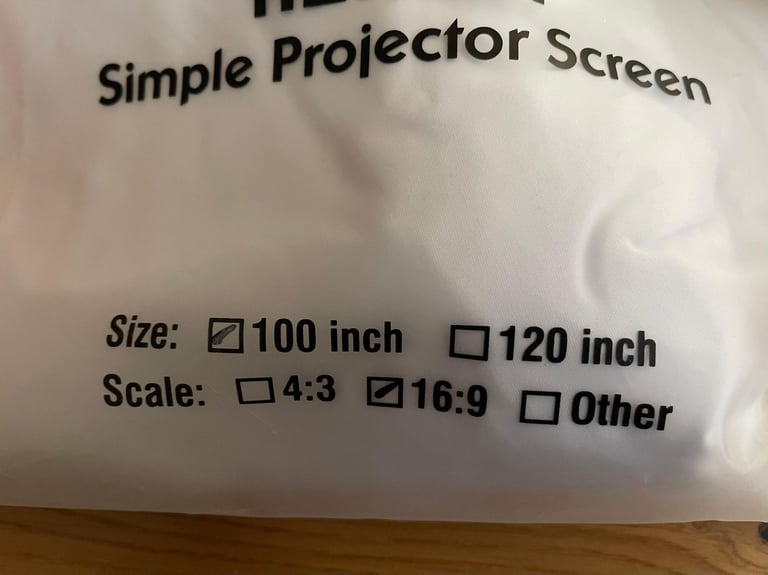 Simple Projector Screen
Size: ☑100 inch ☐120 inch
Scale: ☐4:3 ☑16:9 ☐Other